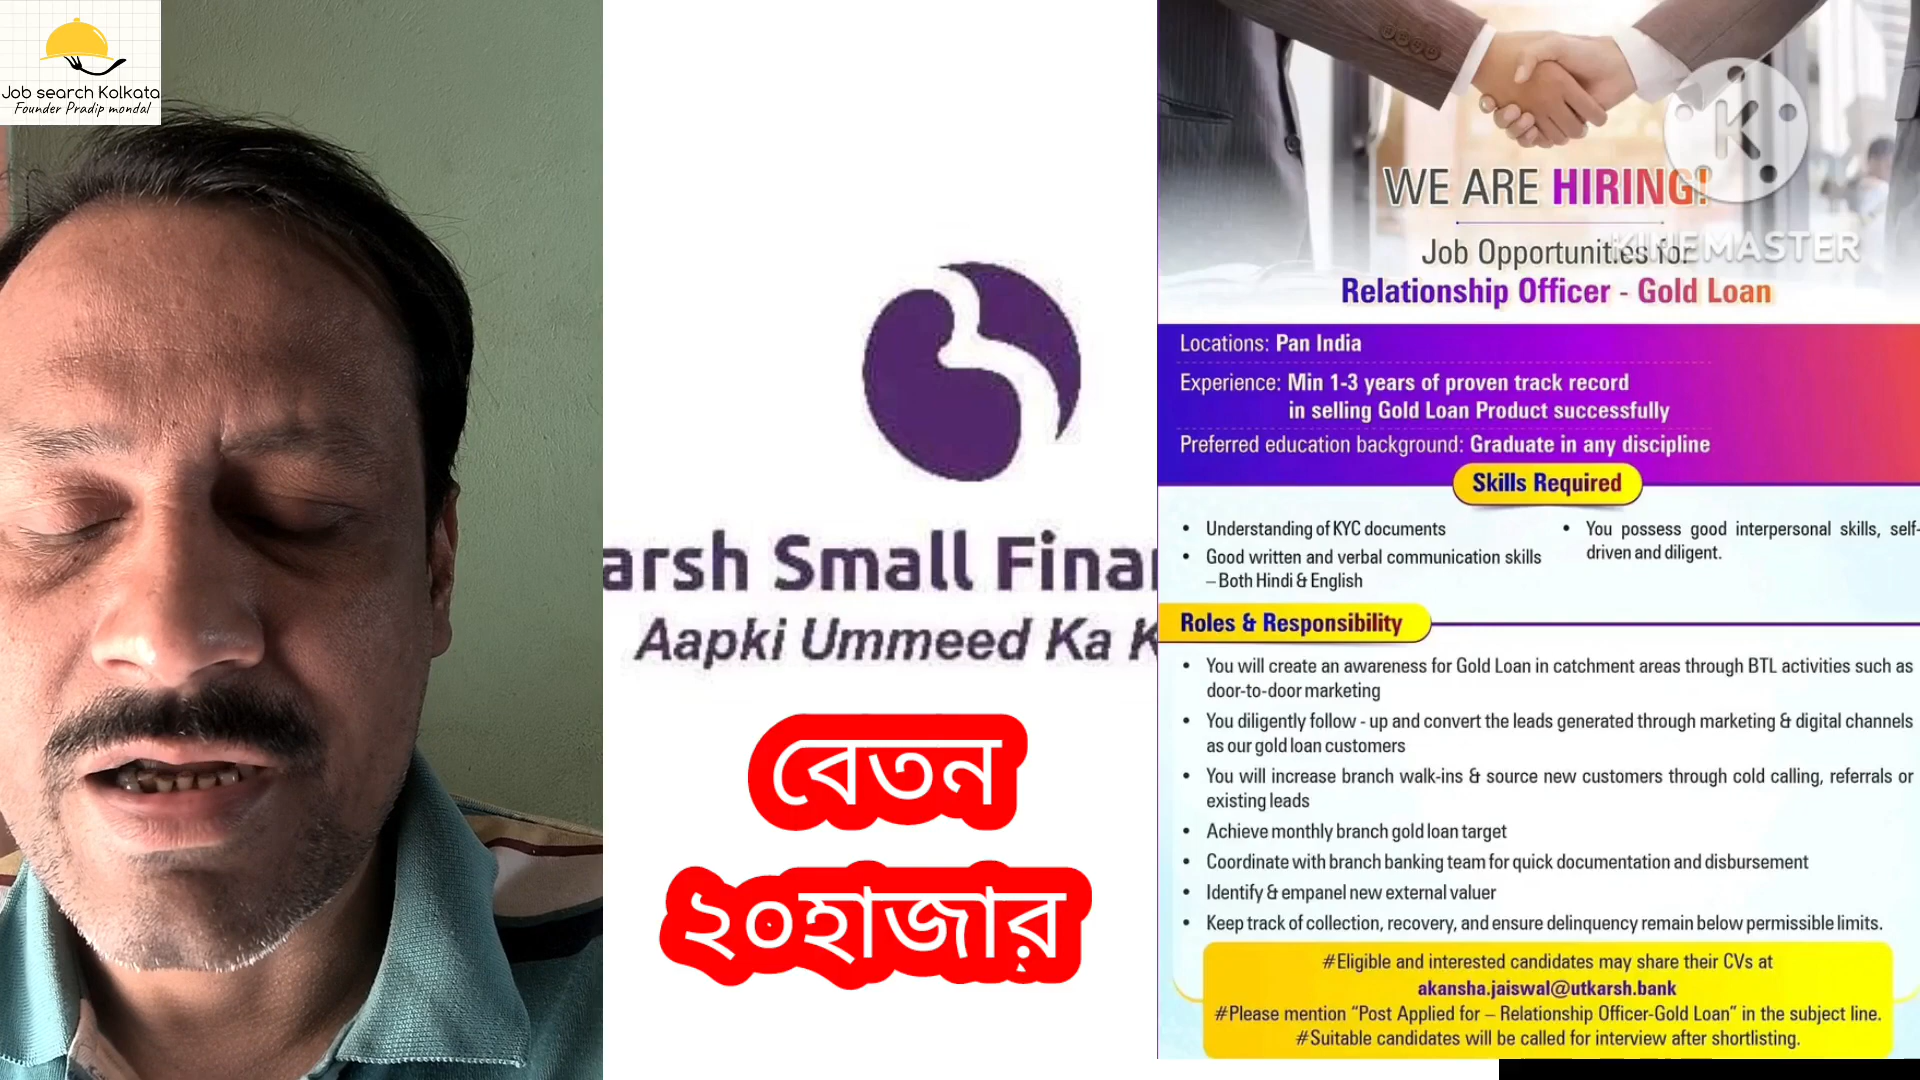 Job search Kolkata
Founder Pradip mondal
arsh Small Finan
Aapki Ummeed Ka K
বেতন
২০হাজার
WE ARE HIRING!
Job Opportunities for
Relationship Officer - Gold Loan
KINEMASTER
Locations: Pan India
Experience: Min 1-3 years of proven track record
in selling Gold Loan Product successfully
Preferred education background: Graduate in any discipline
Skills Required
• Understanding of KYC documents
• Good written and verbal communication skills
– Both Hindi & English
• You possess good interpersonal skills, self-
driven and diligent.
Roles & Responsibility
• You will create an awareness for Gold Loan in catchment areas through BTL activities such as
door-to-door marketing
• You diligently follow - up and convert the leads generated through marketing & digital channels
as our gold loan customers
• You will increase branch walk-ins & source new customers through cold calling, referrals or
existing leads
• Achieve monthly branch gold loan target
• Coordinate with branch banking team for quick documentation and disbursement
• Identify & empanel new external valuer
• Keep track of collection, recovery, and ensure delinquency remain below permissible limits.
#Eligible and interested candidates may share their CVs at
akansha.jaiswal@utkarsh.bank
#Please mention “Post Applied for – Relationship Officer-Gold Loan” in the subject line.
#Suitable candidates will be called for interview after shortlisting.